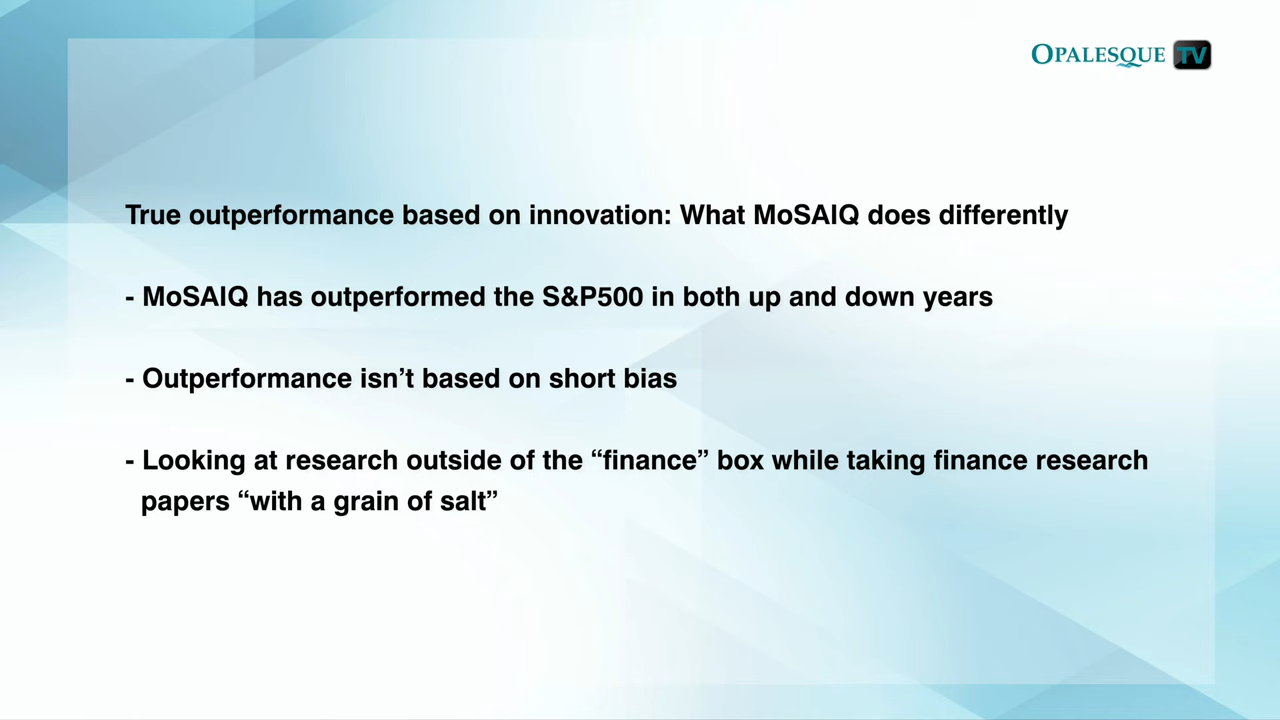 OPALESQUE TV
True outperformance based on innovation: What MoSAIQ does differently
- MoSAIQ has outperformed the S&P500 in both up and down years
- Outperformance isn’t based on short bias
- Looking at research outside of the “finance” box while taking finance research
papers “with a grain of salt”